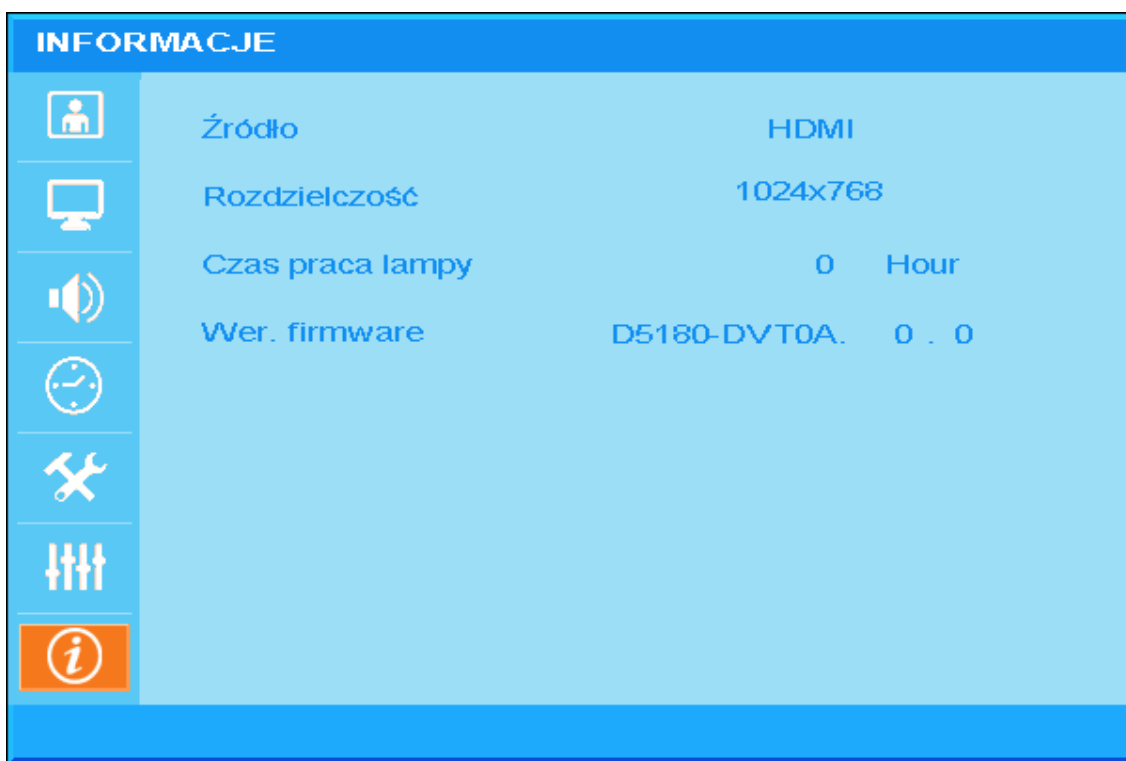 INFORMACJE
Źródło HDMI
Rozdzielczość 1024x768
Czas praca lampy 0 Hour
Wer. firmware D5180-DVT0A. 0 . 0